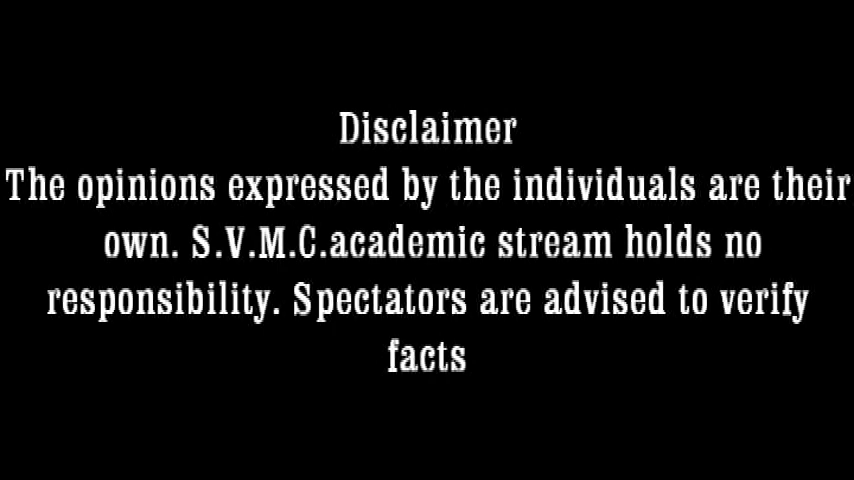 Disclaimer
The opinions expressed by the individuals are their
own. S.V.M.C.academic stream holds no
responsibility. Spectators are advised to verify
facts